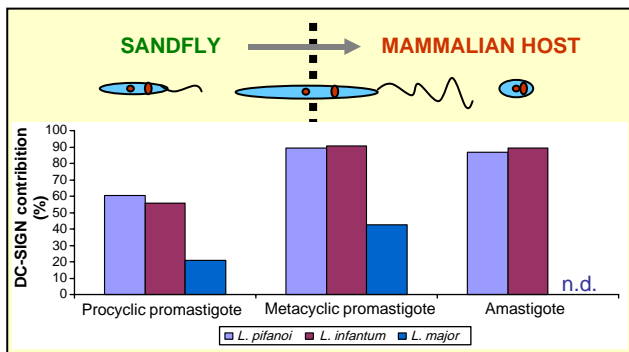 SANDFLY MAMMALIAN HOST
DC-SIGN contribition
(%)
100
90
80
70
60
50
40
30
20
10
0
n.d.
Procyclic promastigote Metacyclic promastigote Amastigote
L. pifanoi L. infantum L. major